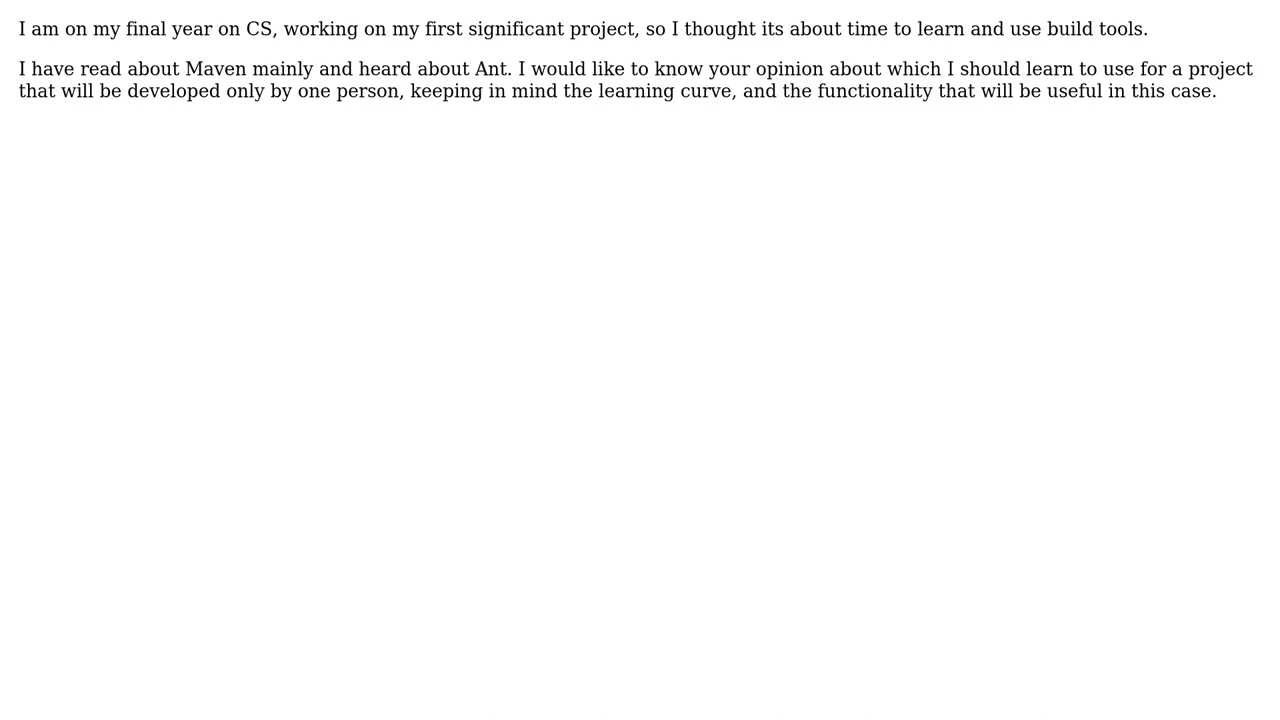 I am on my final year on CS, working on my first significant project, so I thought its about time to learn and use build tools.
I have read about Maven mainly and heard about Ant. I would like to know your opinion about which I should learn to use for a project
that will be developed only by one person, keeping in mind the learning curve, and the functionality that will be useful in this case.